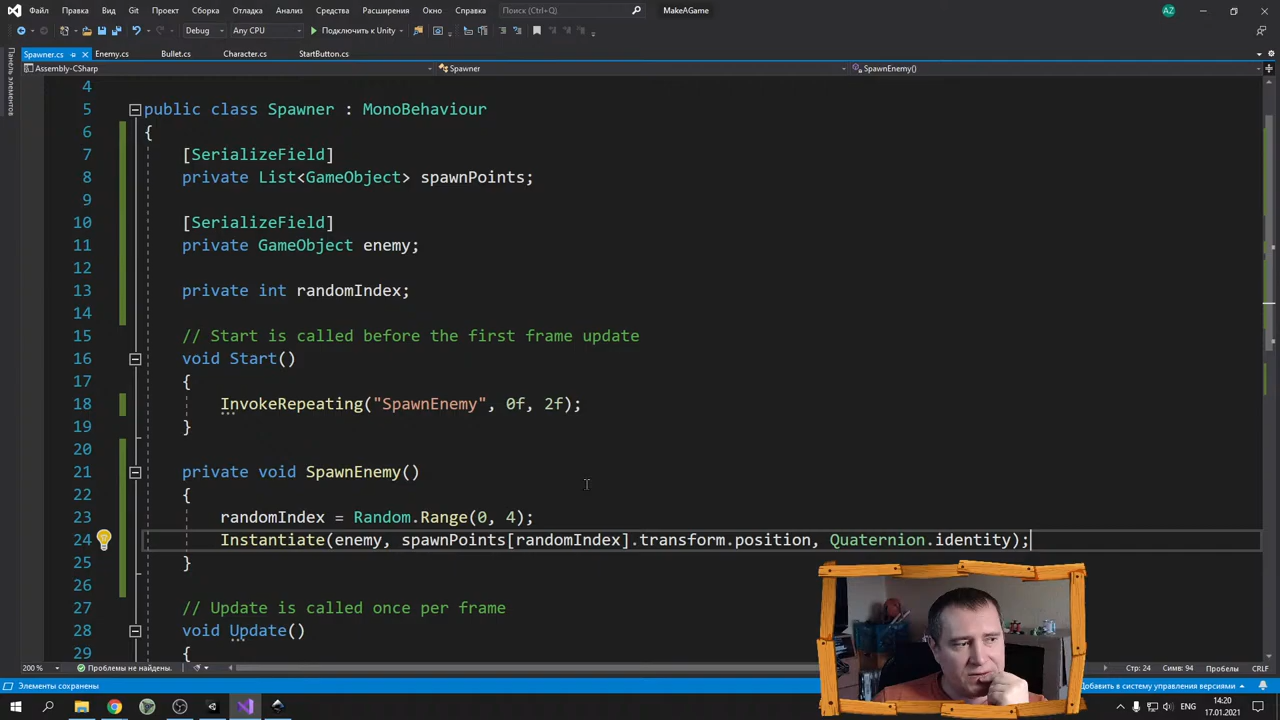 Файл Правка Вид Git Проект Сборка Отладка Анализ Средства Расширения Окно Справка Поиск (Ctrl+Q) MakeAGame AZ
Debug Any CPU Подключить к Unity
Spawner.cs Enemy.cs Bullet.cs Character.cs StartButton.cs
Панель элементов
Assembly-CSharp Spawner SpawnEnemy()
4
5 public class Spawner : MonoBehaviour
6 {
7 [SerializeField]
8 private List<GameObject> spawnPoints;
9
10 [SerializeField]
11 private GameObject enemy;
12
13 private int randomIndex;
14
15 // Start is called before the first frame update
16 void Start()
17 {
18 InvokeRepeating("SpawnEnemy", 0f, 2f);
19 }
20
21 private void SpawnEnemy()
22 {
23 randomIndex = Random.Range(0, 4);
24 Instantiate(enemy, spawnPoints[randomIndex].transform.position, Quaternion.identity);
25 }
26
27 // Update is called once per frame
28 void Update()
29 {
200 % Проблемы не найдены. Стр: 24 Симв: 94 Пробелы CRLF
Элементы сохранены Добавить в систему управления версиями
ENG 14:20
17.01.2021